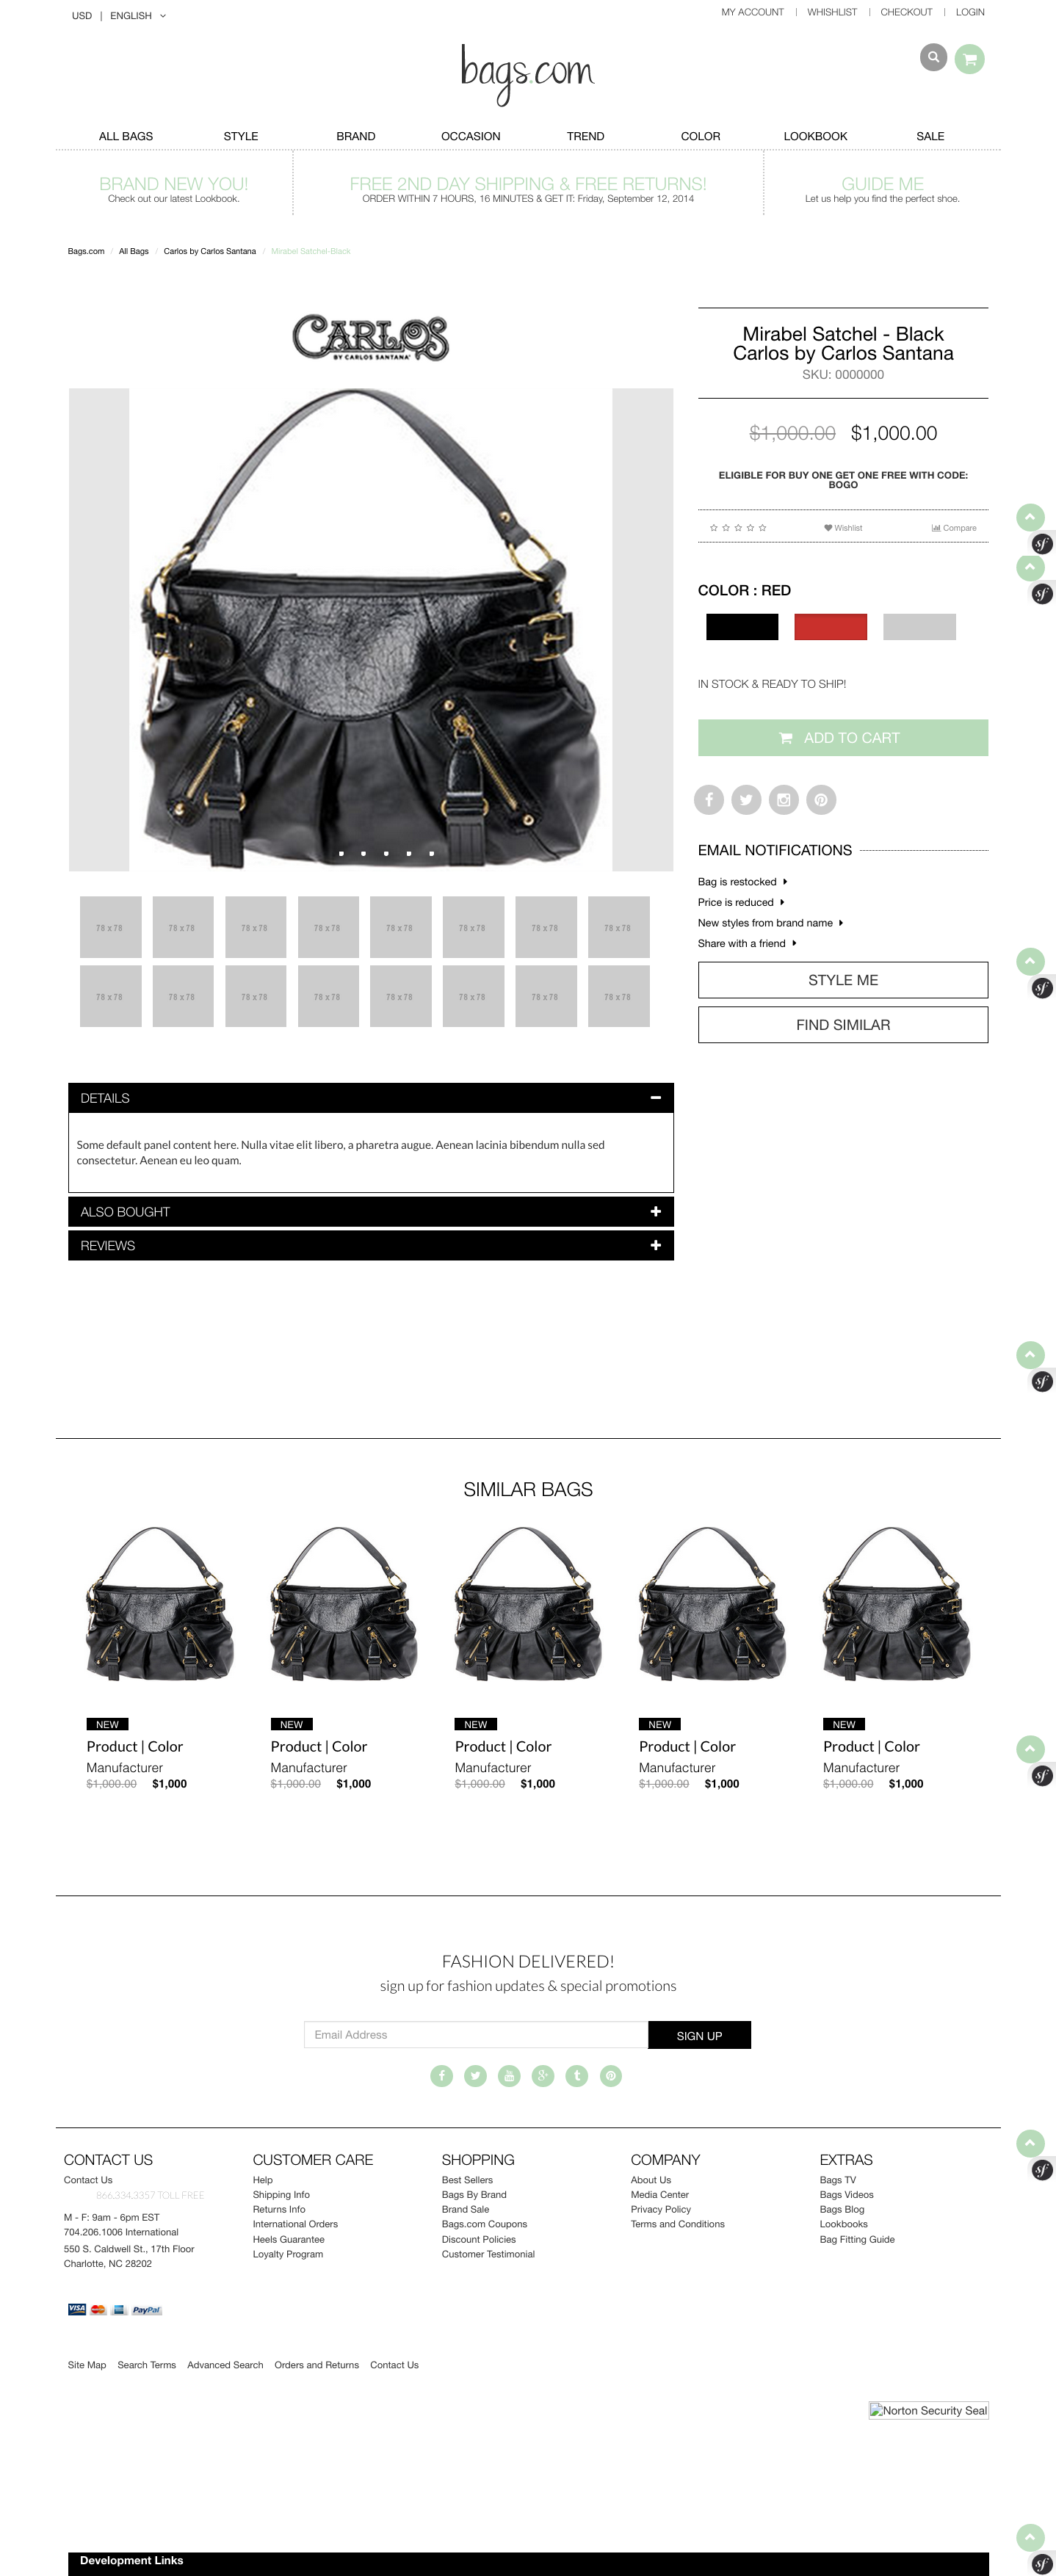 USD | ENGLISH
MY ACCOUNT | WHISHLIST | CHECKOUT | LOGIN
bags.com
ALL BAGS STYLE BRAND OCCASION TREND COLOR LOOKBOOK SALE
BRAND NEW YOU!
Check out our latest Lookbook.
FREE 2ND DAY SHIPPING & FREE RETURNS!
ORDER WITHIN 7 HOURS, 16 MINUTES & GET IT: Friday, September 12, 2014
GUIDE ME
Let us help you find the perfect shoe.
Bags.com / All Bags / Carlos by Carlos Santana / Mirabel Satchel-Black
CARLOS
BY CARLOS SANTANA
Mirabel Satchel - Black
Carlos by Carlos Santana
SKU: 0000000
$1,000.00 $1,000.00
ELIGIBLE FOR BUY ONE GET ONE FREE WITH CODE:
BOGO
Wishlist Compare
sf
sf
COLOR : RED
IN STOCK & READY TO SHIP!
ADD TO CART
EMAIL NOTIFICATIONS
Bag is restocked
Price is reduced
New styles from brand name
Share with a friend
STYLE ME
FIND SIMILAR
sf
78 x 78 78 x 78 78 x 78 78 x 78 78 x 78 78 x 78 78 x 78 78 x 78
78 x 78 78 x 78 78 x 78 78 x 78 78 x 78 78 x 78 78 x 78 78 x 78
DETAILS
Some default panel content here. Nulla vitae elit libero, a pharetra augue. Aenean lacinia bibendum nulla sed
consectetur. Aenean eu leo quam.
ALSO BOUGHT
REVIEWS
sf
SIMILAR BAGS
NEW NEW NEW NEW NEW
Product | Color Product | Color Product | Color Product | Color Product | Color
Manufacturer Manufacturer Manufacturer Manufacturer Manufacturer
$1,000.00 $1,000 $1,000.00 $1,000 $1,000.00 $1,000 $1,000.00 $1,000 $1,000.00 $1,000
sf
FASHION DELIVERED!
sign up for fashion updates & special promotions
Email Address SIGN UP
CONTACT US
Contact Us
866.334.3357 TOLL FREE
M - F: 9am - 6pm EST
704.206.1006 International
550 S. Caldwell St., 17th Floor
Charlotte, NC 28202
CUSTOMER CARE
Help
Shipping Info
Returns Info
International Orders
Heels Guarantee
Loyalty Program
SHOPPING
Best Sellers
Bags By Brand
Brand Sale
Bags.com Coupons
Discount Policies
Customer Testimonial
COMPANY
About Us
Media Center
Privacy Policy
Terms and Conditions
EXTRAS
Bags TV
Bags Videos
Bags Blog
Lookbooks
Bag Fitting Guide
sf
VISA PayPal
Site Map Search Terms Advanced Search Orders and Returns Contact Us
Norton Security Seal
Development Links
sf